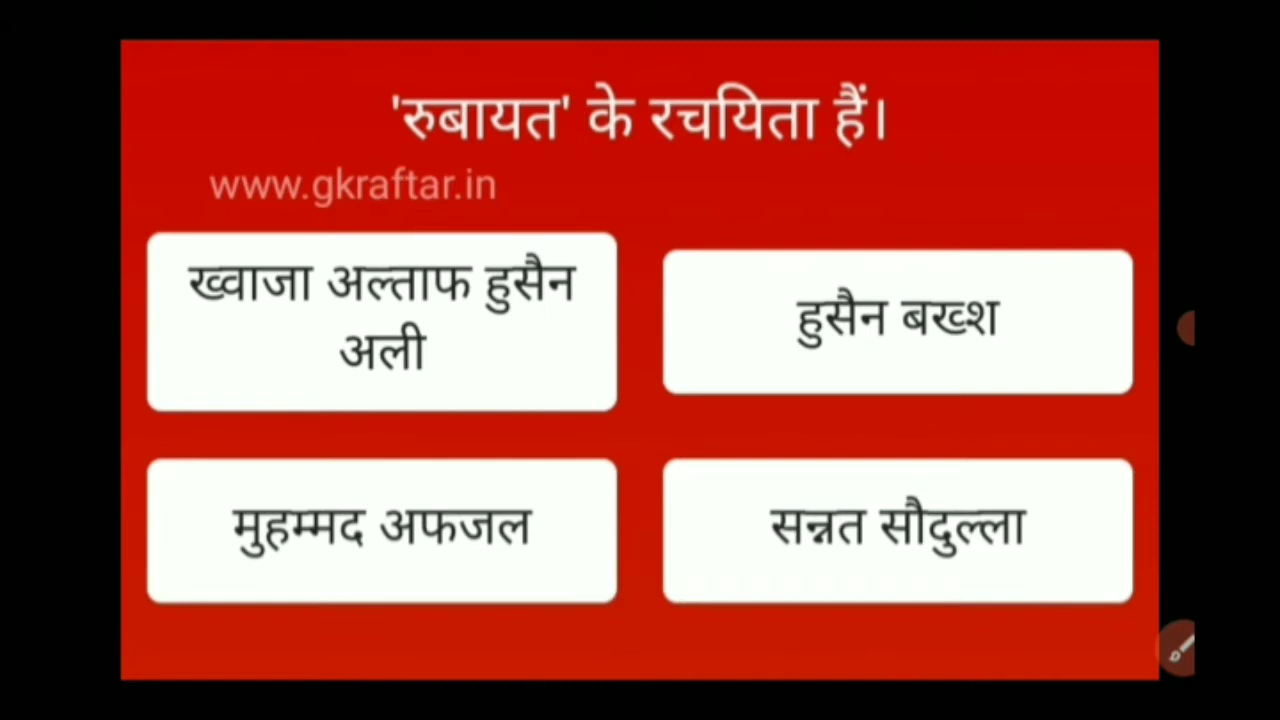 'रुबायत' के रचयिता हैं।
www.gkraftar.in
ख्वाजा अल्ताफ हुसैन
अली
हुसैन बख्श
मुहम्मद अफजल
सन्नत सौदुल्ला